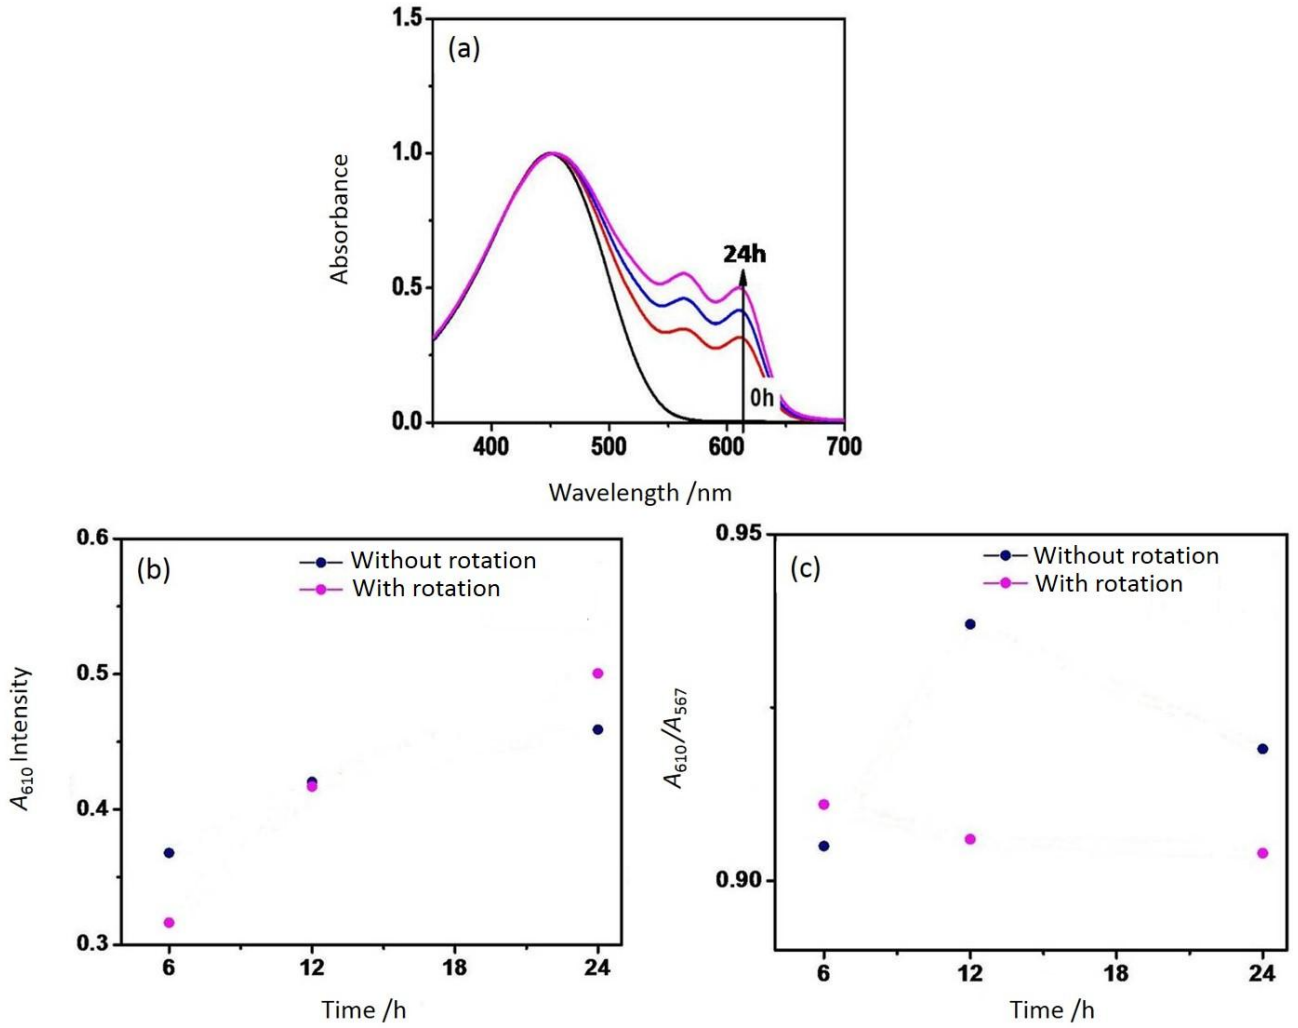 (a)
1.5
1.0
0.5
0.0
Absorbance
24h
0h
400 500 600 700
Wavelength /nm
(b)
Without rotation
With rotation
0.6
0.5
0.4
0.3
A610 Intensity
6 12 18 24
Time /h
(c)
Without rotation
With rotation
0.95
0.90
A610/A567
6 12 18 24
Time /h